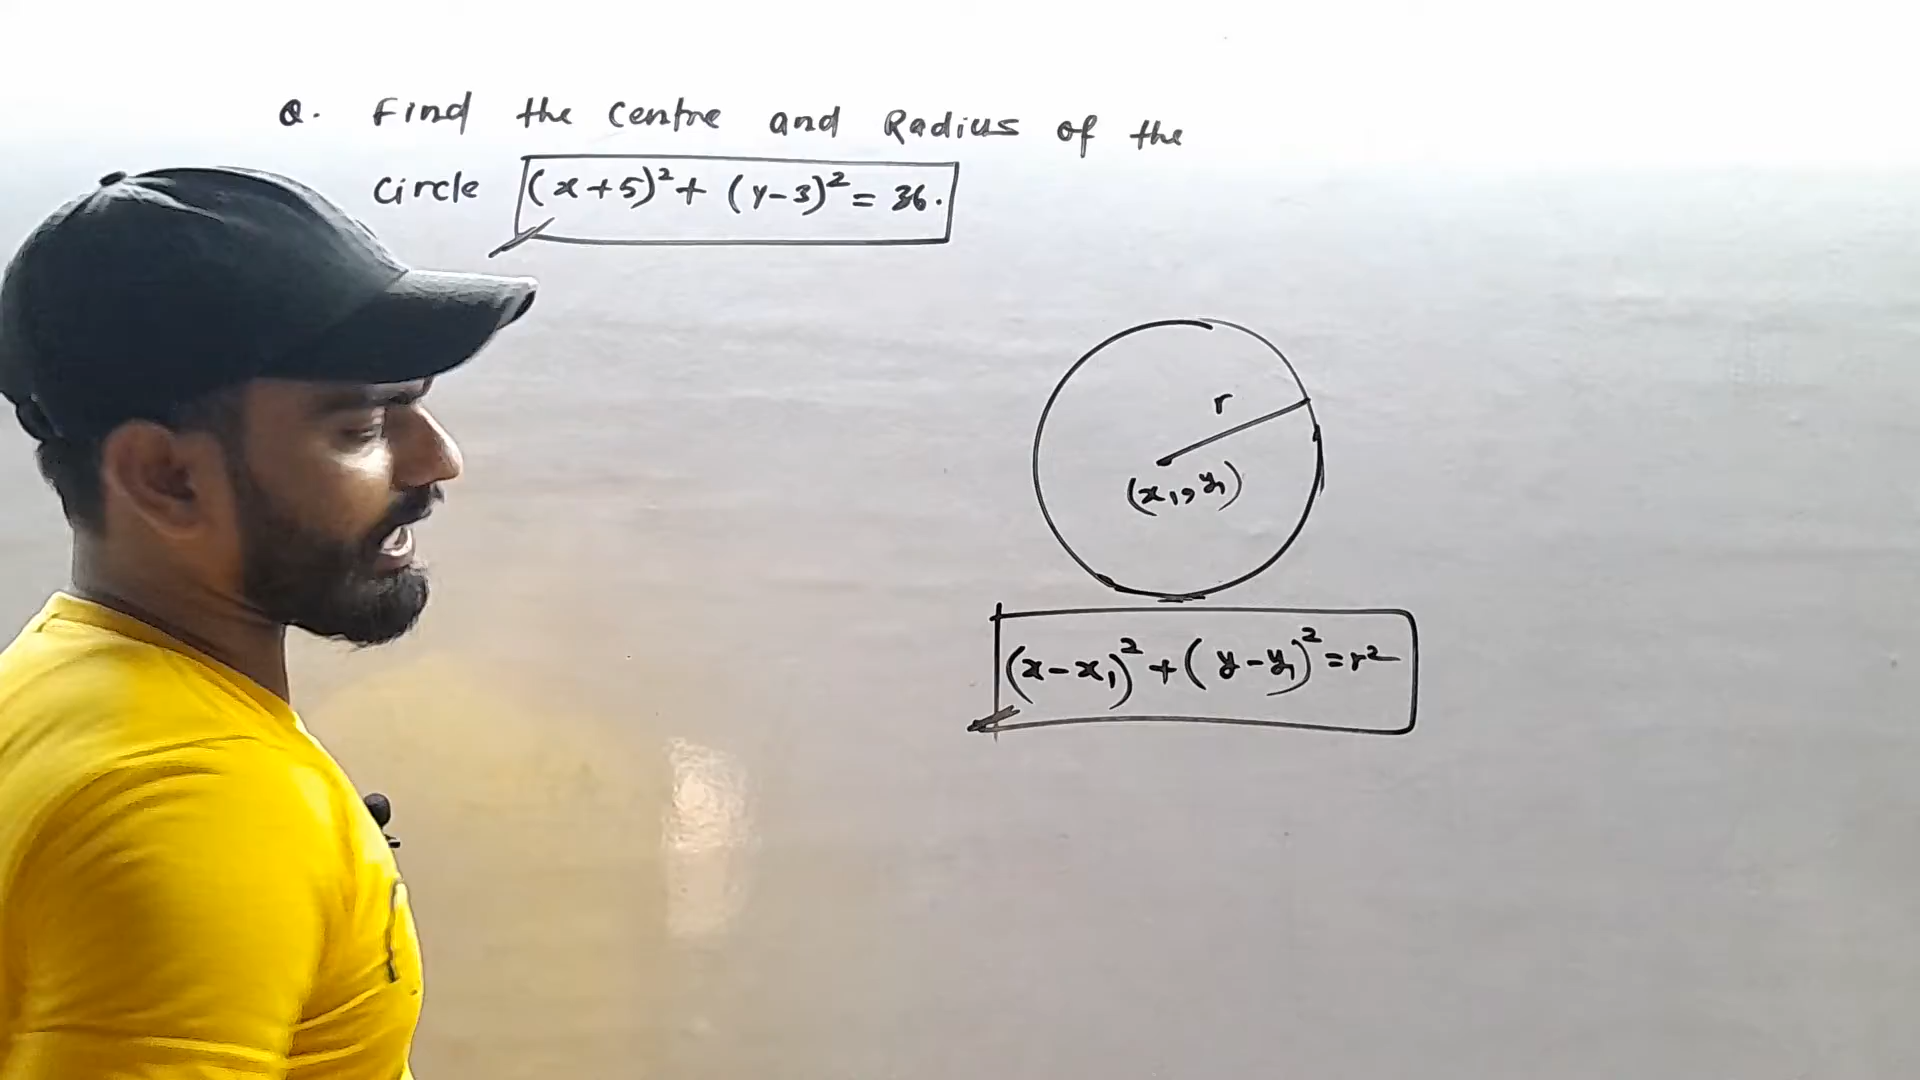 Q. Find the Centre and Radius of the
Circle (x+5)²+ (y-3)²= 36.
r
(x₁, y₁)
(x-x₁)²+(y-y₁)²=r²